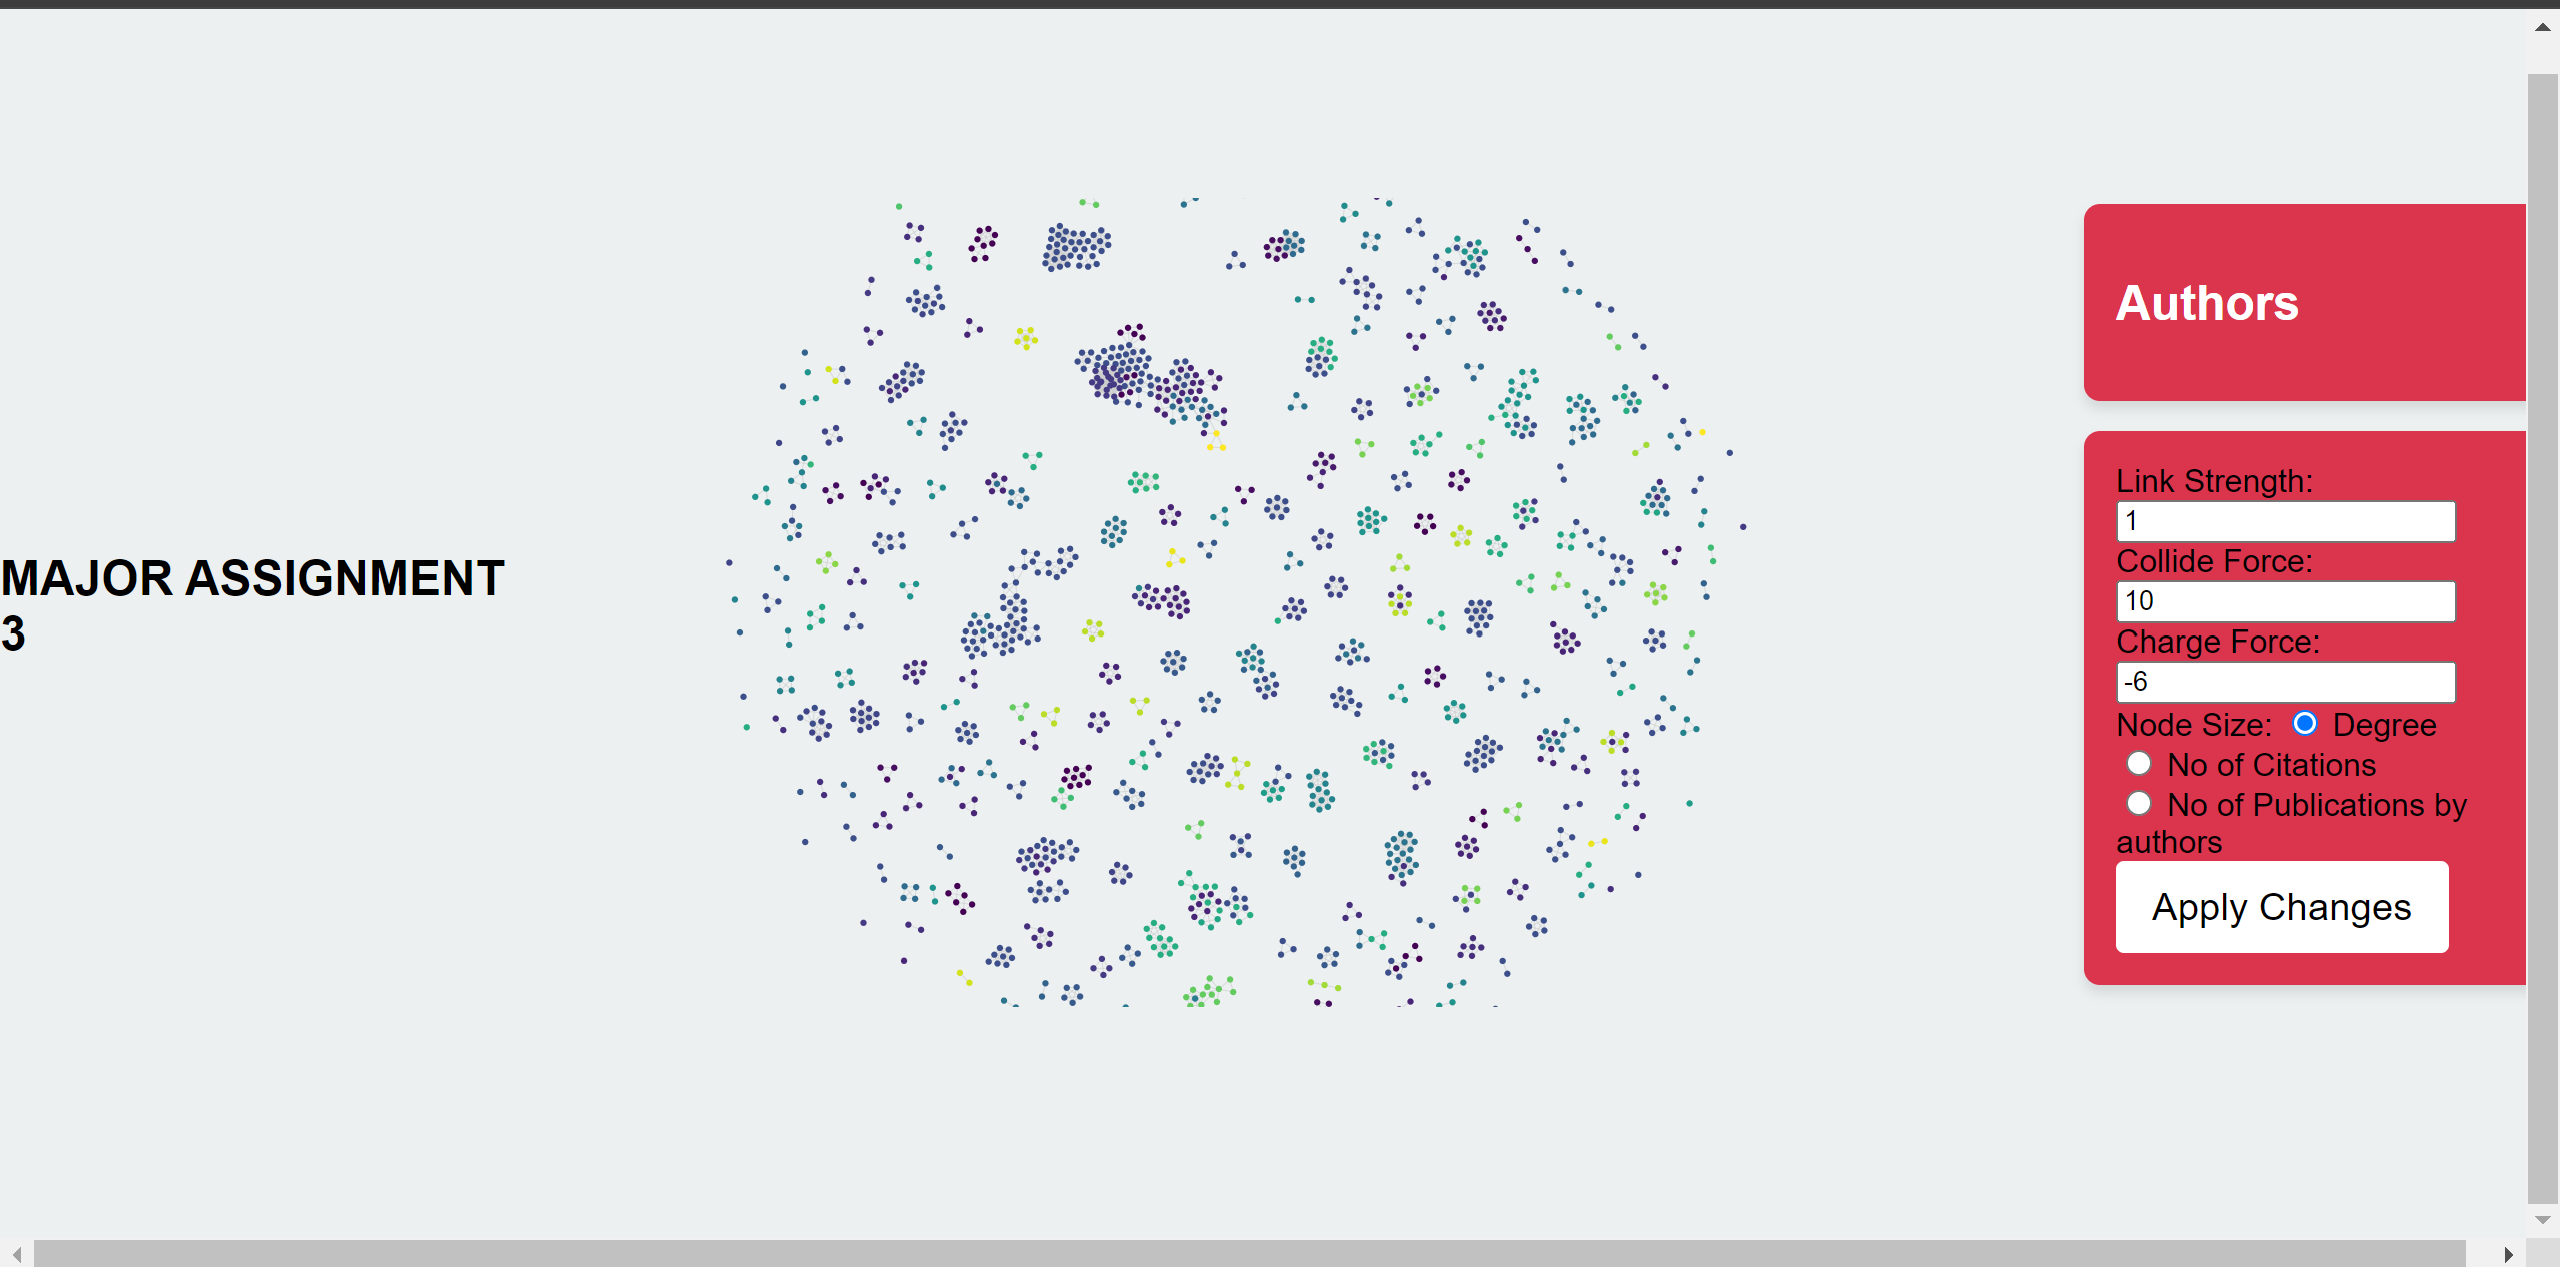 MAJOR ASSIGNMENT
3
Authors
Link Strength:
1
Collide Force:
10
Charge Force:
-6
Node Size: Degree
No of Citations
No of Publications by
authors
Apply Changes